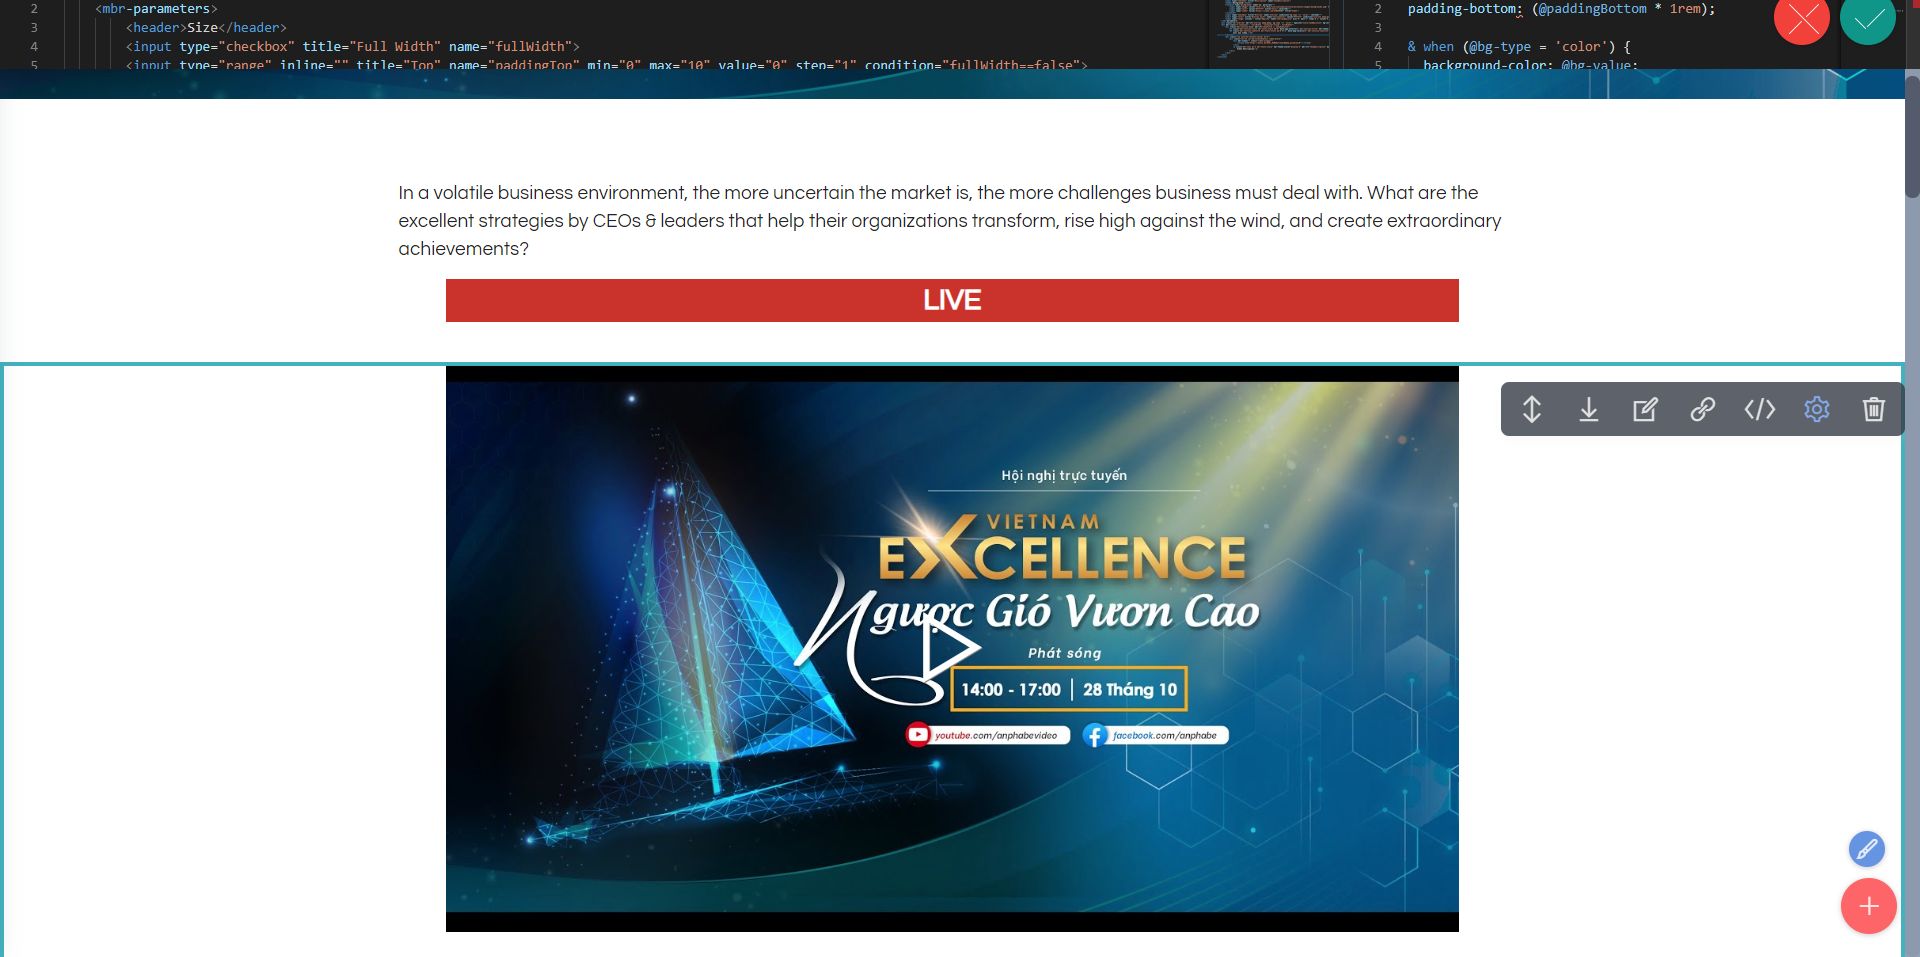 2 <mbr-parameters>
3 <header>Size</header>
4 <input type="checkbox" title="Full Width" name="fullWidth">
5 <input type="range" inline="" title="Top" name="paddingTop" min="0" max="10" value="0" step="1" condition="fullWidth==false">
2 padding-bottom: (@paddingBottom * 1rem);
3
4 & when (@bg-type = 'color') {
5 background-color: @bg-value;
In a volatile business environment, the more uncertain the market is, the more challenges business must deal with. What are the
excellent strategies by CEOs & leaders that help their organizations transform, rise high against the wind, and create extraordinary
achievements?
LIVE
Hội nghị trực tuyến
VIETNAM
EXCELLENCE
Ngược Gió Vươn Cao
Phát sóng
14:00 - 17:00 | 28 Tháng 10
youtube.com/anphabevideo facebook.com/anphabe